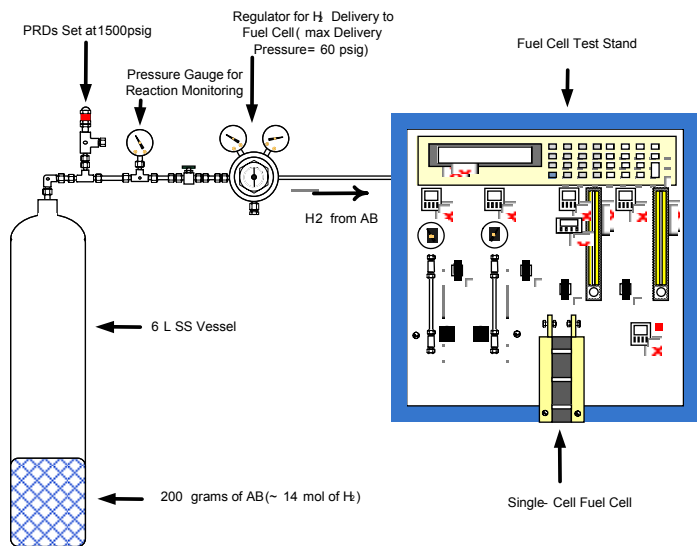 PRDs Set at 1500psig
Regulator for H2 Delivery to
Fuel Cell( max Delivery
Pressure= 60 psig)
Pressure Gauge for
Reaction Monitoring
Fuel Cell Test Stand
H2 from AB
6 L SS Vessel
200 grams of AB(~ 14 mol of H2)
Single- Cell Fuel Cell